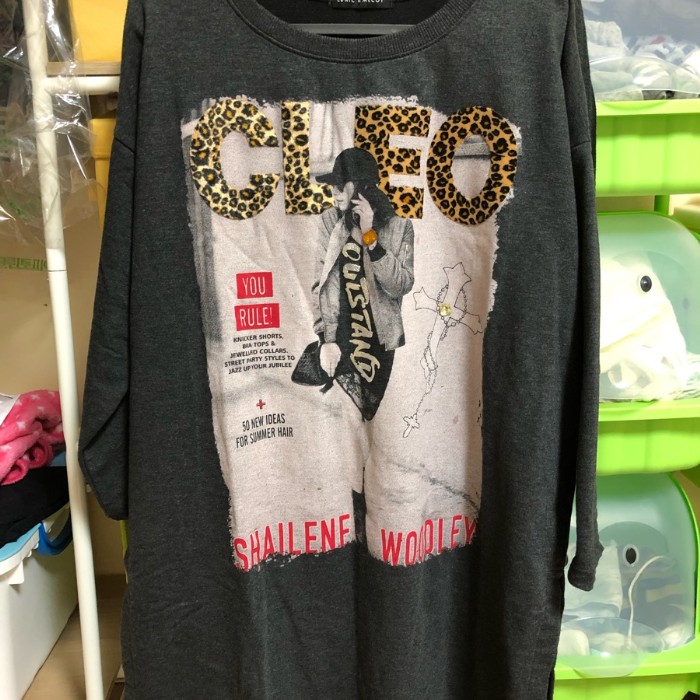 CLEO
OUTSTAND
YOU
RULE!
KNICKER SHORTS,
BRA TOPS &
JEWELLED COLLARS.
STREET PARTY STYLES TO
JAZZ UP YOUR JUBILEE
+
50 NEW IDEAS
FOR SUMMER HAIR
SHAILENE WOODLEY